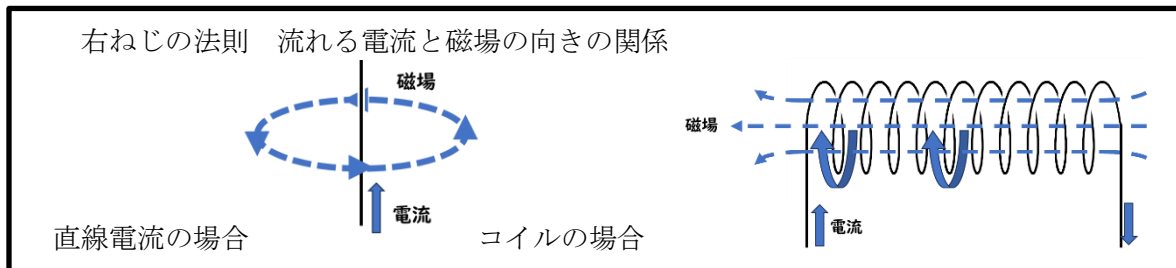 右ねじの法則　流れる電流と磁場の向きの関係
磁場
電流
直線電流の場合
磁場
電流
コイルの場合